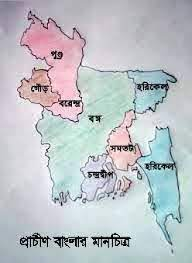 পুণ্ড্র
গৌড়
বরেন্দ্র
হরিকেল
বঙ্গ
সমতট
হরিকেল
চন্দ্রদ্বীপ
প্রাচীণ বাংলার মানচিত্র